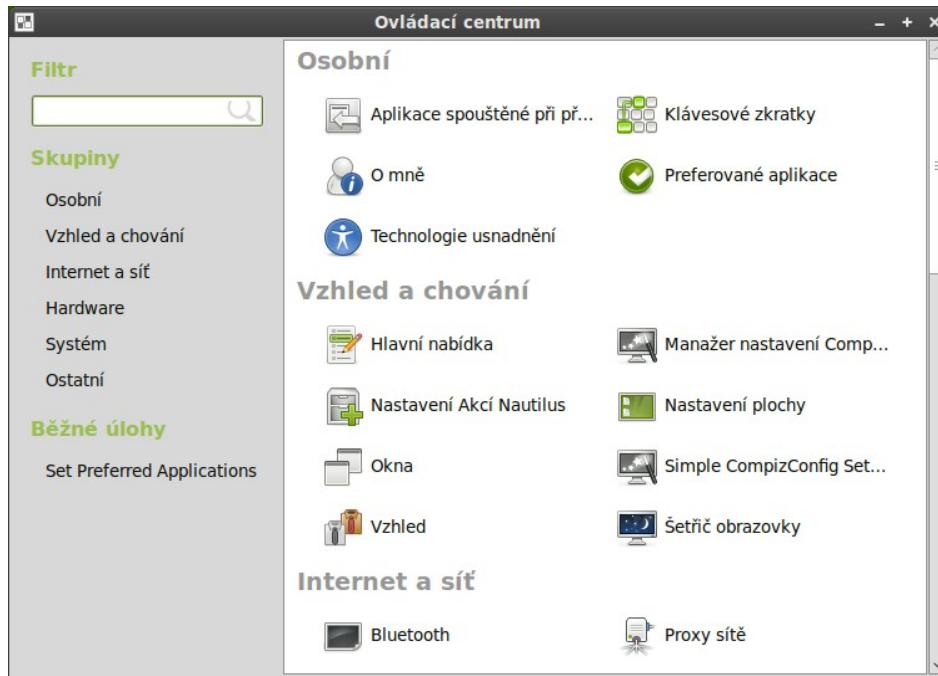 Ovládací centrum
Filtr
Skupiny
Osobní
Vzhled a chování
Internet a síť
Hardware
Systém
Ostatní
Běžné úlohy
Set Preferred Applications
Osobní
Aplikace spouštěné při př...
Klávesové zkratky
O mně
Preferované aplikace
Technologie usnadnění
Vzhled a chování
Hlavní nabídka
Manažer nastavení Comp...
Nastavení Akcí Nautilus
Nastavení plochy
Okna
Simple CompizConfig Set...
Vzhled
Šetřič obrazovky
Internet a síť
Bluetooth
Proxy sítě